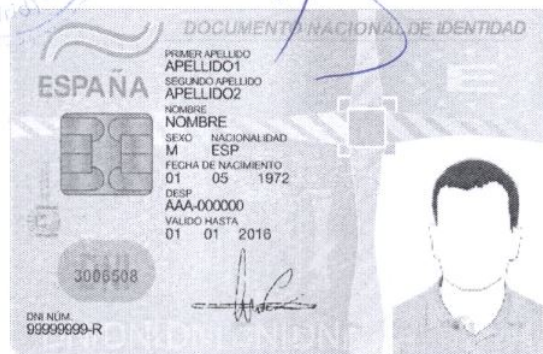 DOCUMENTO NACIONAL DE IDENTIDAD
ESPAÑA
PRIMER APELLIDO
APELLIDO1
SEGUNDO APELLIDO
APELLIDO2
NOMBRE
NOMBRE
SEXO NACIONALIDAD
M ESP
FECHA DE NACIMIENTO
01 05 1972
DESP
AAA-000000
VALIDO HASTA
01 01 2016
3006508
DNI NÚM.
99999999-R